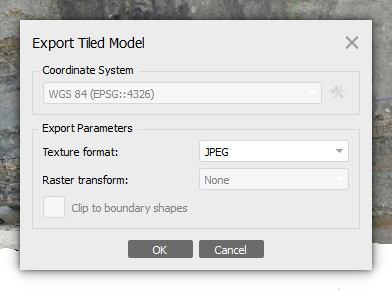 Export Tiled Model
Coordinate System
WGS 84 (EPSG::4326)
Export Parameters
Texture format: JPEG
Raster transform: None
Clip to boundary shapes
OK Cancel